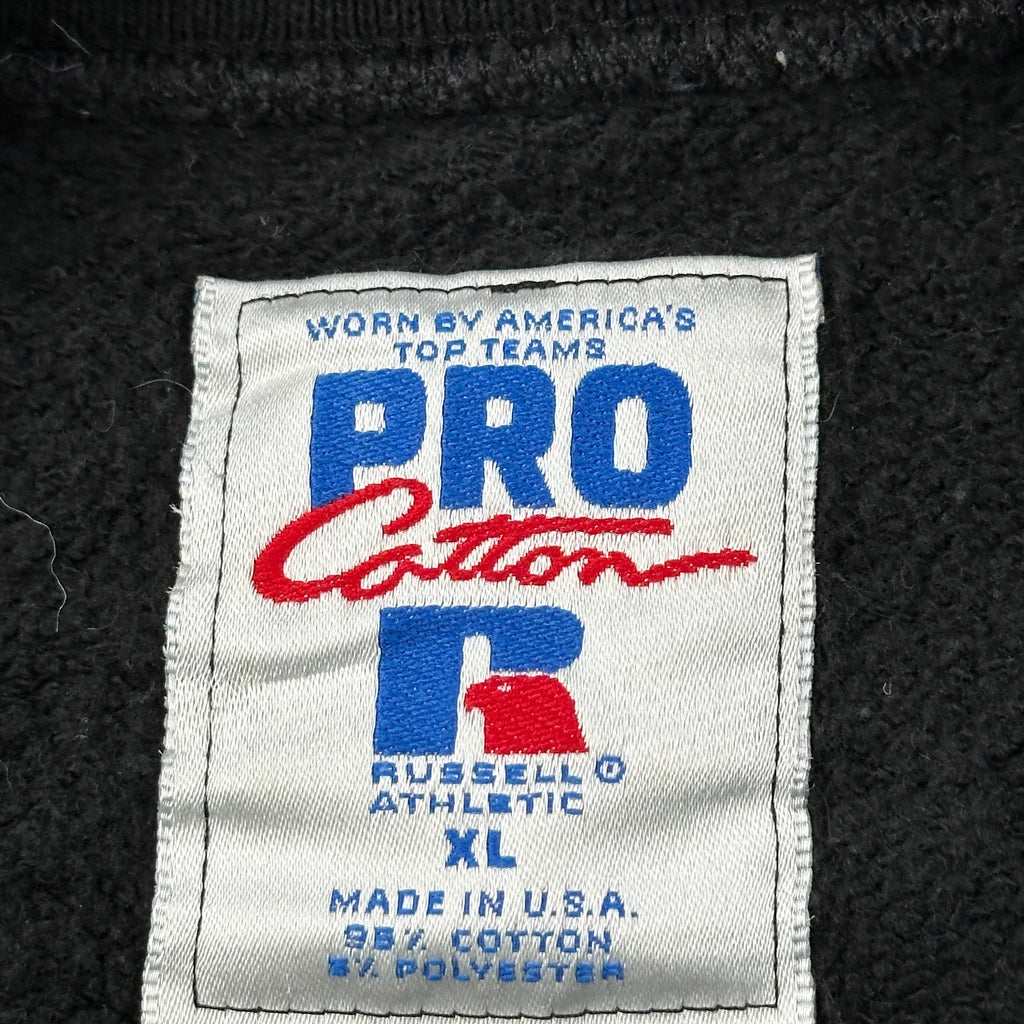 WORN BY AMERICA'S
TOP TEAMS
PRO
Cotton
R
RUSSELL ®
ATHLETIC
XL
MADE IN U.S.A.
95% COTTON
5% POLYESTER